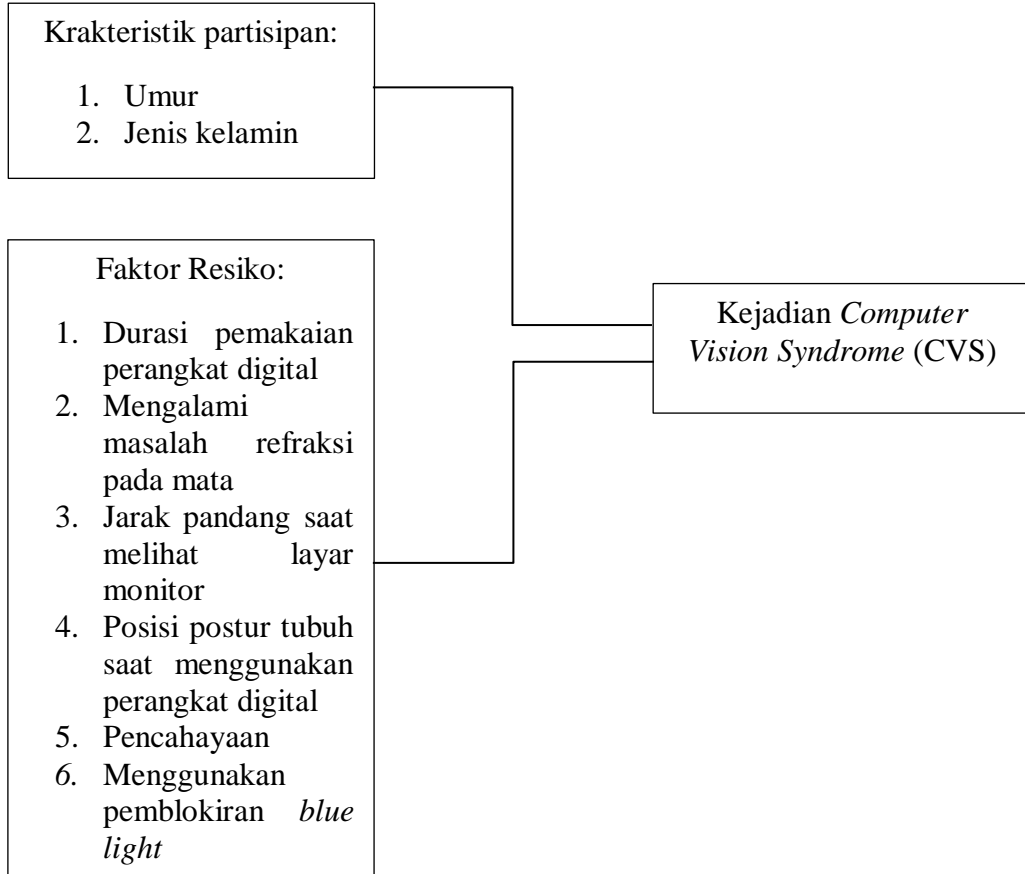 Krakteristik partisipan:
1. Umur
2. Jenis kelamin
Faktor Resiko:
1. Durasi pemakaian
perangkat digital
2. Mengalami
masalah refraksi
pada mata
3. Jarak pandang saat
melihat layar
monitor
4. Posisi postur tubuh
saat menggunakan
perangkat digital
5. Pencahayaan
6. Menggunakan
pemblokiran blue
light
Kejadian Computer
Vision Syndrome (CVS)